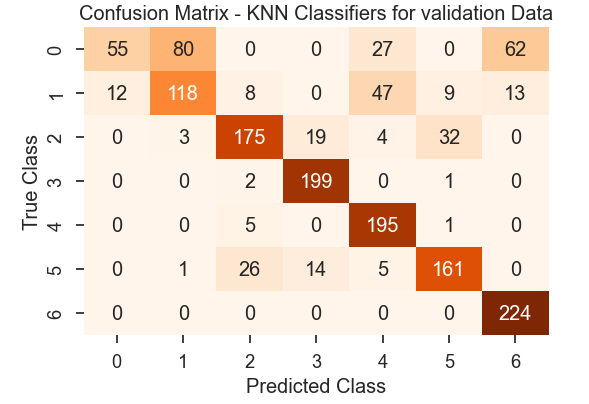 Confusion Matrix - KNN Classifiers for validation Data
True Class
0 55 80 0 0 27 0 62
1 12 118 8 0 47 9 13
2 0 3 175 19 4 32 0
3 0 0 2 199 0 1 0
4 0 0 5 0 195 1 0
5 0 1 26 14 5 161 0
6 0 0 0 0 0 0 224
0 1 2 3 4 5 6
Predicted Class